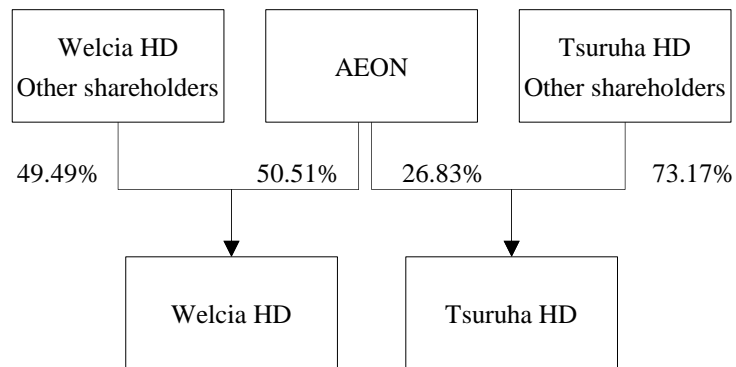 Welcia HD
Other shareholders
AEON
Tsuruha HD
Other shareholders
49.49%
50.51%
26.83%
73.17%
Welcia HD
Tsuruha HD